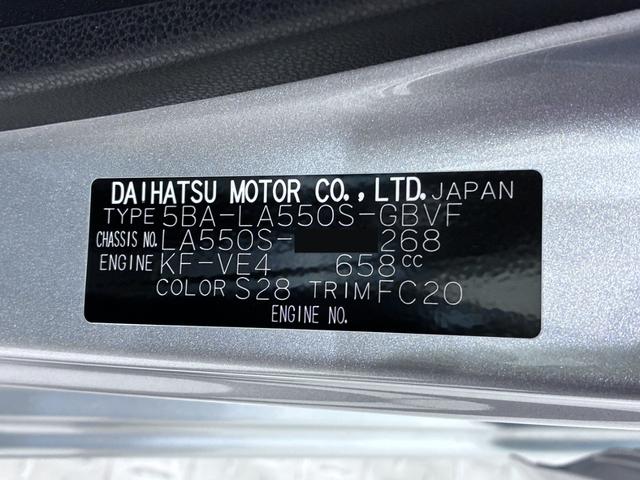 DAIHATSU MOTOR CO., LTD. JAPAN
TYPE 5BA-LA550S-GBVF
CHASSIS NO. LA550S- 268
ENGINE KF-VE4 658cc
COLOR S28 TRIM FC20
ENGINE NO.